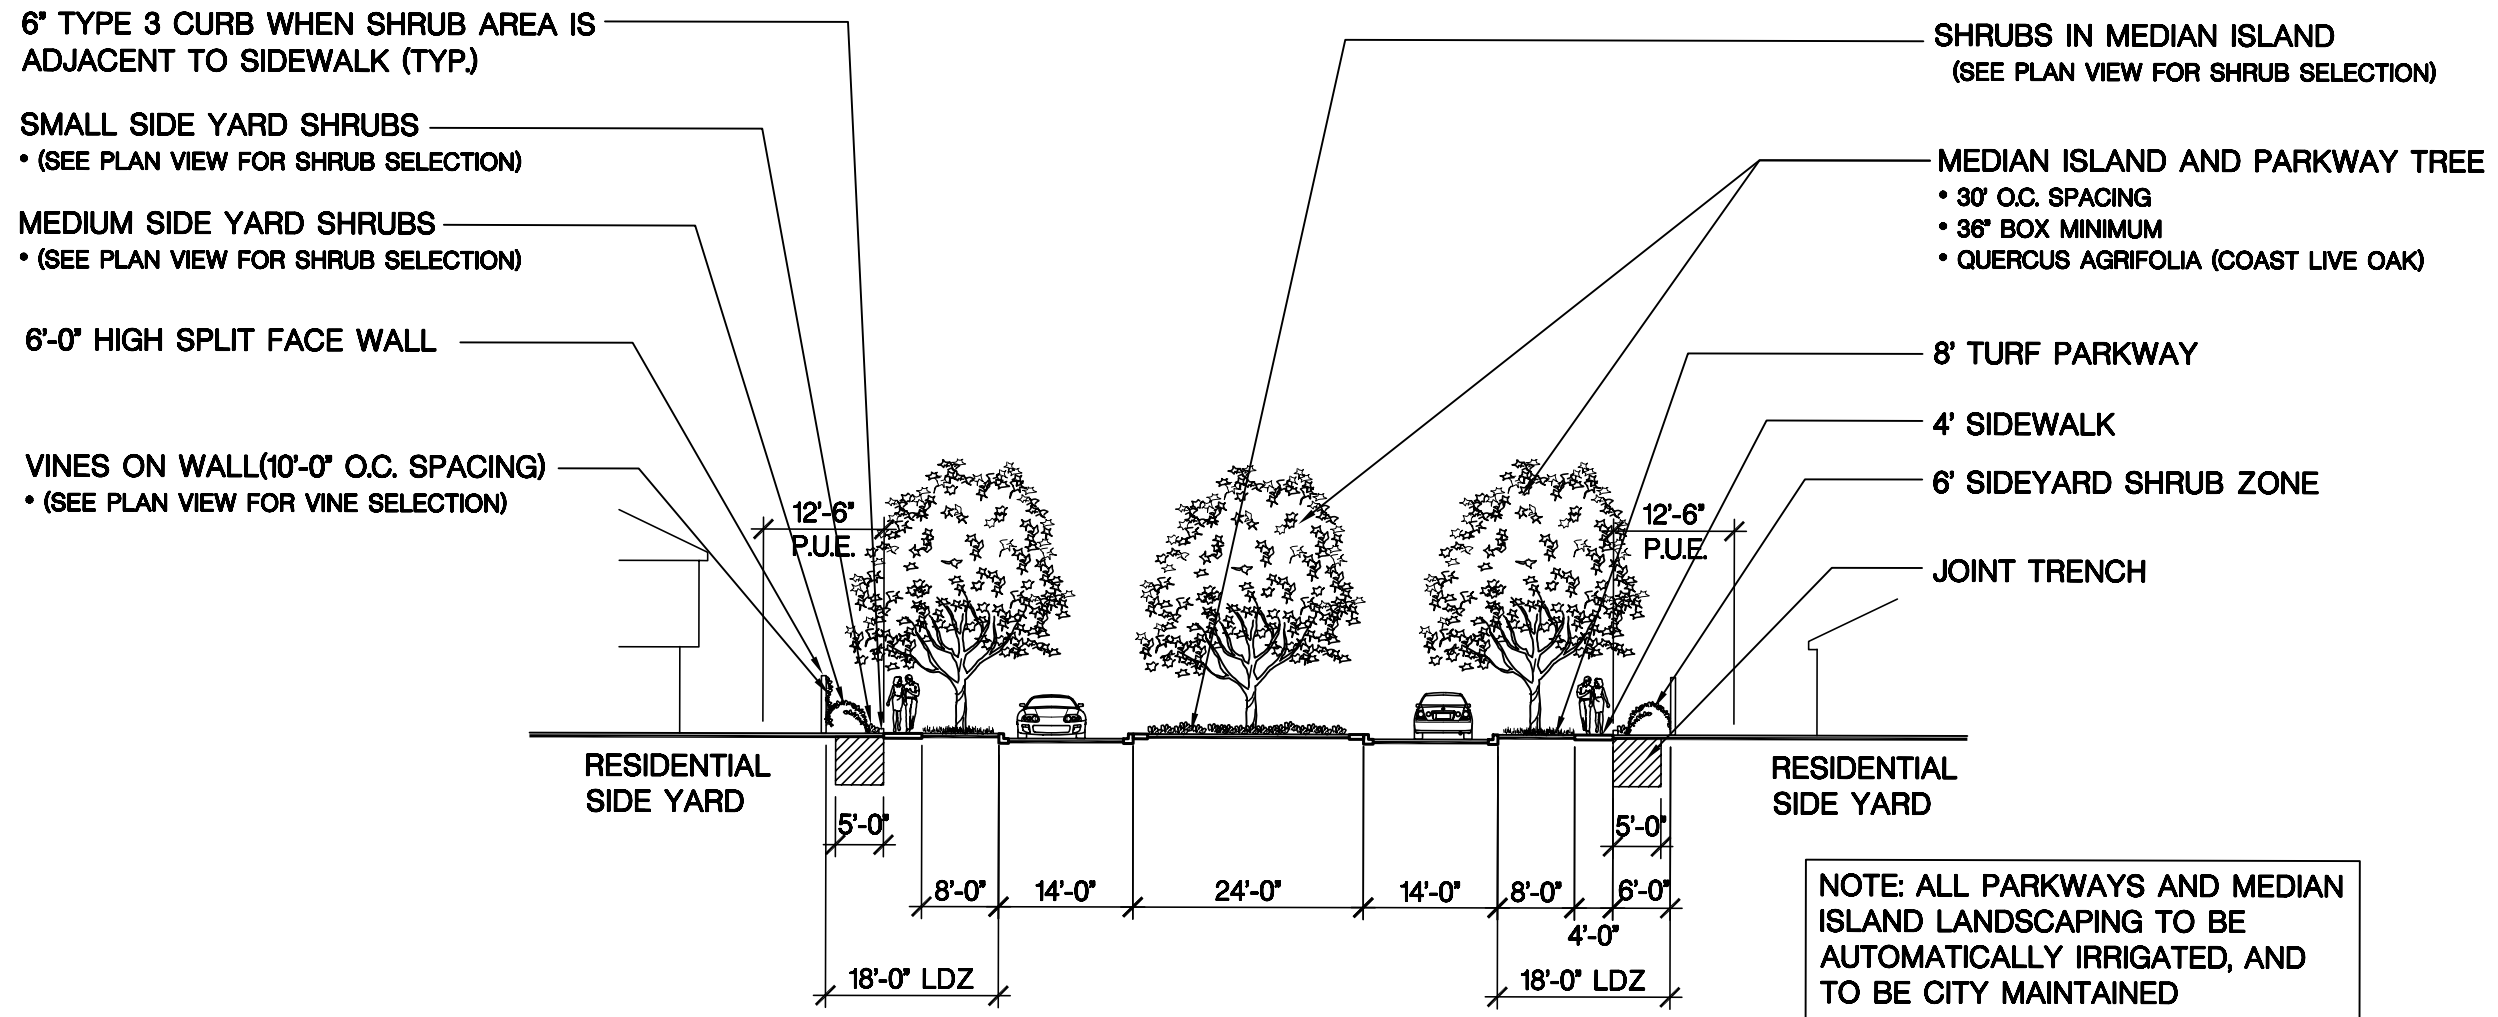 6" TYPE 3 CURB WHEN SHRUB AREA IS
ADJACENT TO SIDEWALK (TYP.)
SMALL SIDE YARD SHRUBS
• (SEE PLAN VIEW FOR SHRUB SELECTION)
MEDIUM SIDE YARD SHRUBS
• (SEE PLAN VIEW FOR SHRUB SELECTION)
6'-0" HIGH SPLIT FACE WALL
VINES ON WALL(10'-0" O.C. SPACING)
• (SEE PLAN VIEW FOR VINE SELECTION)
SHRUBS IN MEDIAN ISLAND
(SEE PLAN VIEW FOR SHRUB SELECTION)
MEDIAN ISLAND AND PARKWAY TREE
• 30' O.C. SPACING
• 36" BOX MINIMUM
• QUERCUS AGRIFOLIA (COAST LIVE OAK)
8' TURF PARKWAY
4' SIDEWALK
6' SIDEYARD SHRUB ZONE
JOINT TRENCH
12'-6"
P.U.E.
12'-6"
P.U.E.
RESIDENTIAL
SIDE YARD
RESIDENTIAL
SIDE YARD
5'-0"
5'-0"
8'-0"
14'-0"
24'-0"
14'-0"
8'-0"
6'-0"
4'-0"
18'-0" LDZ
18'-0" LDZ
NOTE: ALL PARKWAYS AND MEDIAN
ISLAND LANDSCAPING TO BE
AUTOMATICALLY IRRIGATED, AND
TO BE CITY MAINTAINED